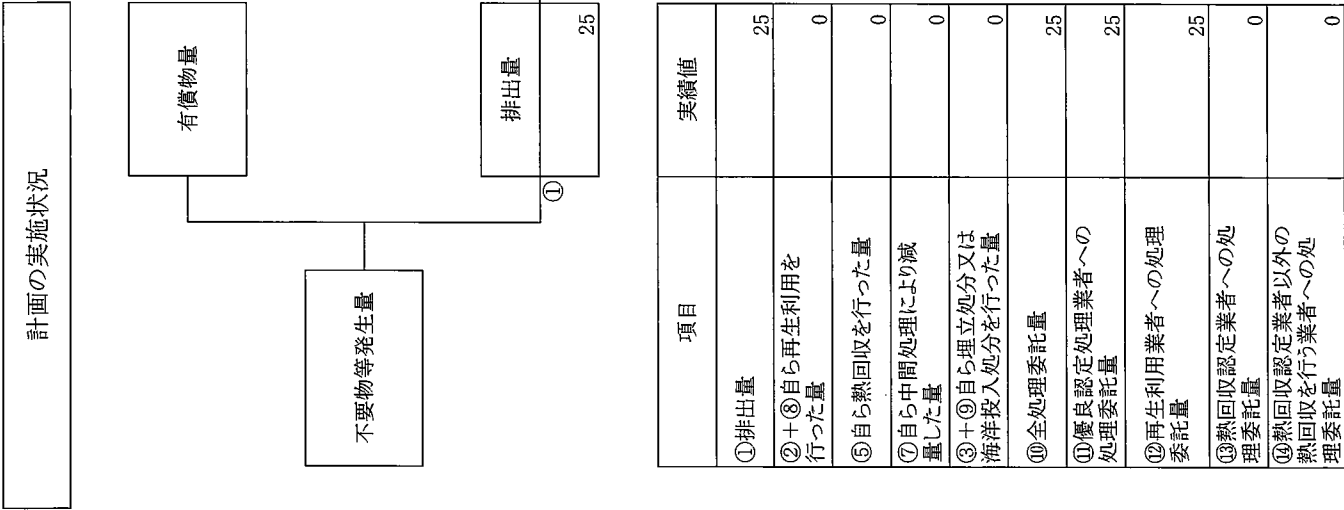 計画の実施状況
有償物量
不要物等発生量
①
排出量
25
項目
実績値
①排出量
25
②+⑧自ら再生利用を
行った量
0
⑤自ら熱回収を行った量
0
⑦自ら中間処理により減
量した量
0
③+⑨自ら埋立処分又は
海洋投入処分を行った量
0
⑩全処理委託量
25
⑪優良認定処理業者への
処理委託量
25
⑫再生利用業者への処理
委託量
25
⑬熱回収認定業者への処
理委託量
0
⑭熱回収認定業者以外の
熱回収を行う業者への処
理委託量
0